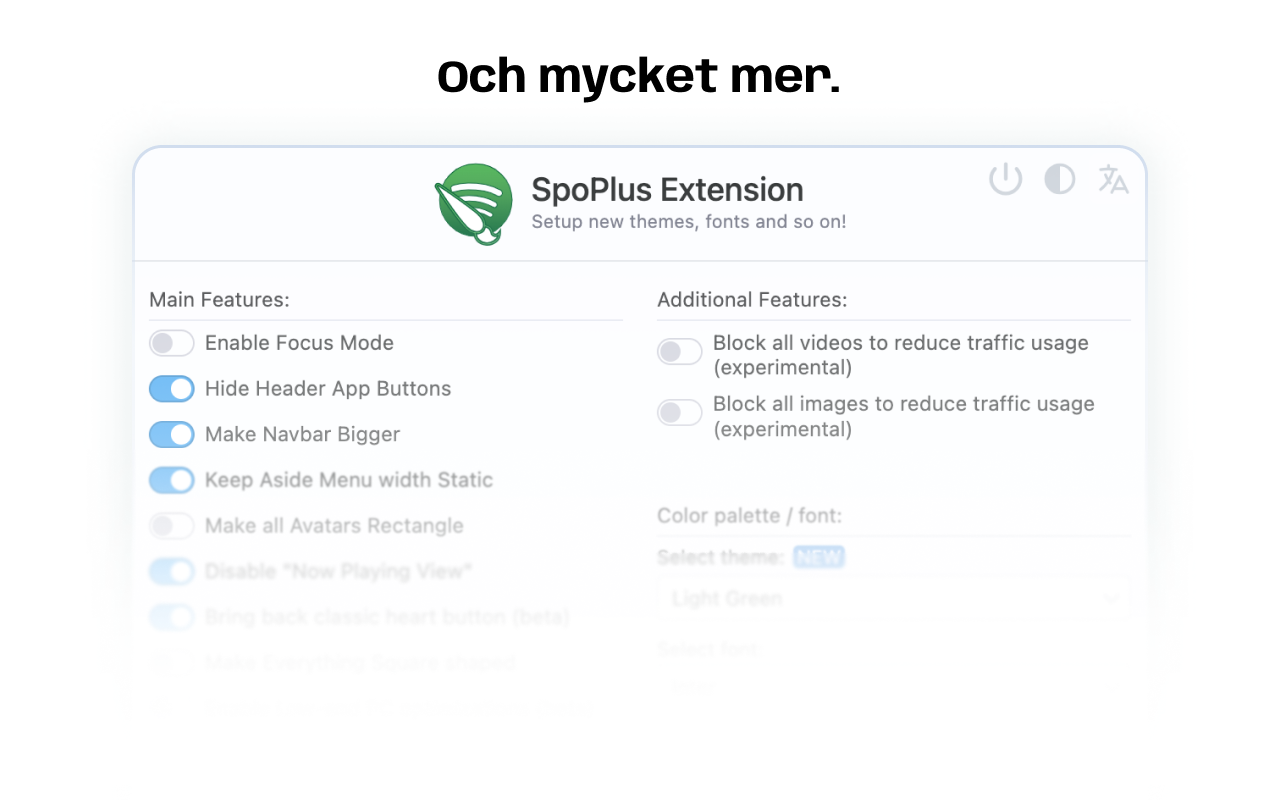 Och mycket mer.
SpoPlus Extension
Setup new themes, fonts and so on!
Main Features:
Enable Focus Mode
Hide Header App Buttons
Make Navbar Bigger
Keep Aside Menu width Static
Make all Avatars Rectangle
Disable "Now Playing View"
Bring back classic heart button (beta)
Make Everything Square shaped
Additional Features:
Block all videos to reduce traffic usage
(experimental)
Block all images to reduce traffic usage
(experimental)
Color palette / font:
Select theme: NEW
Light Green
Select font: